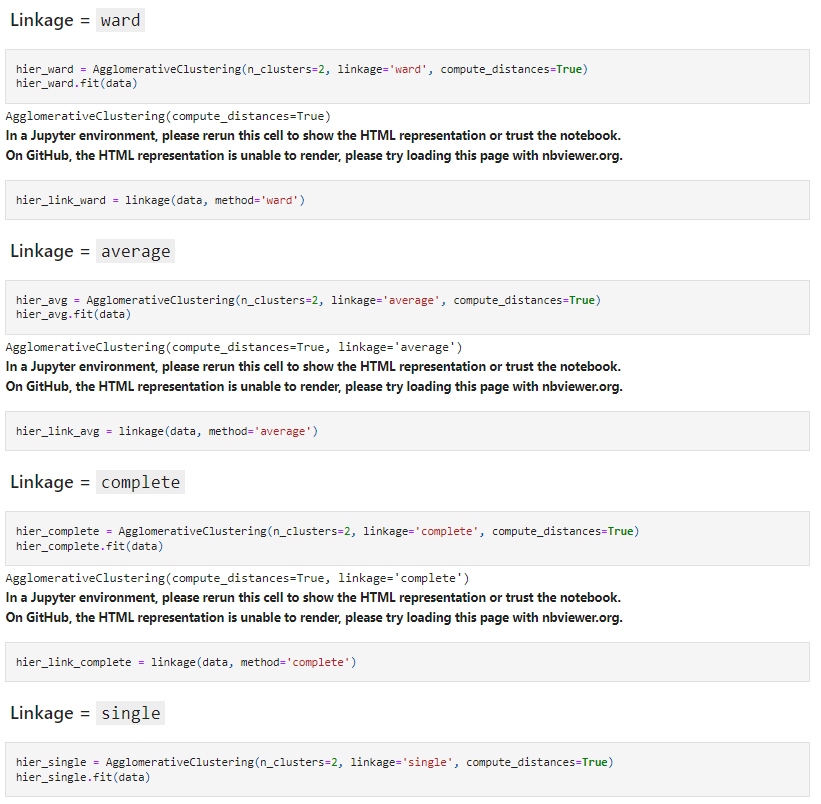 Linkage = ward
hier_ward = AgglomerativeClustering(n_clusters=2, linkage='ward', compute_distances=True)
hier_ward.fit(data)
AgglomerativeClustering(compute_distances=True)
In a Jupyter environment, please rerun this cell to show the HTML representation or trust the notebook.
On GitHub, the HTML representation is unable to render, please try loading this page with nbviewer.org.
hier_link_ward = linkage(data, method='ward')
Linkage = average
hier_avg = AgglomerativeClustering(n_clusters=2, linkage='average', compute_distances=True)
hier_avg.fit(data)
AgglomerativeClustering(compute_distances=True, linkage='average')
In a Jupyter environment, please rerun this cell to show the HTML representation or trust the notebook.
On GitHub, the HTML representation is unable to render, please try loading this page with nbviewer.org.
hier_link_avg = linkage(data, method='average')
Linkage = complete
hier_complete = AgglomerativeClustering(n_clusters=2, linkage='complete', compute_distances=True)
hier_complete.fit(data)
AgglomerativeClustering(compute_distances=True, linkage='complete')
In a Jupyter environment, please rerun this cell to show the HTML representation or trust the notebook.
On GitHub, the HTML representation is unable to render, please try loading this page with nbviewer.org.
hier_link_complete = linkage(data, method='complete')
Linkage = single
hier_single = AgglomerativeClustering(n_clusters=2, linkage='single', compute_distances=True)
hier_single.fit(data)